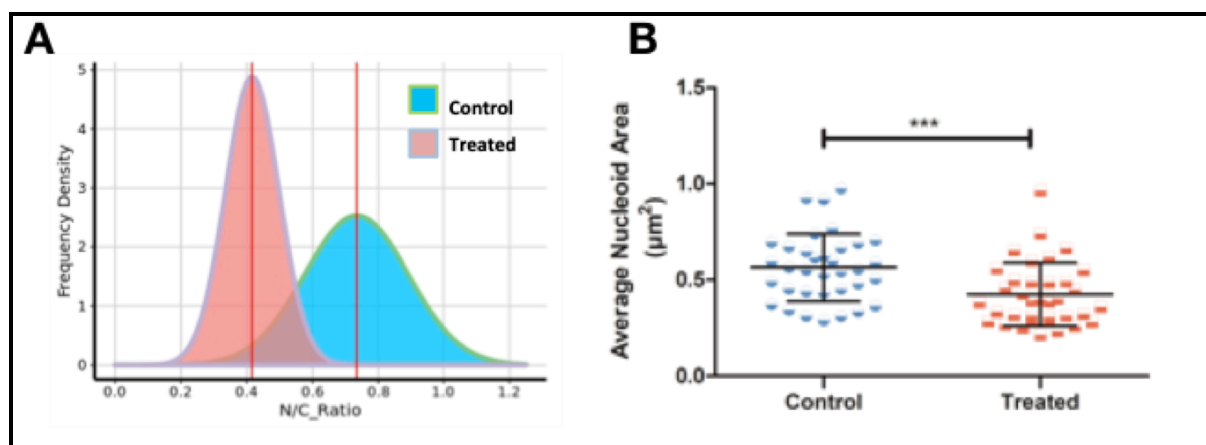 A
5
4
3
2
1
0
Frequency Density
0.0 0.2 0.4 0.6 0.8 1.0 1.2
N/C_Ratio
Control
Treated
B
1.5
1.0
0.5
0.0
Average Nucleoid Area
(µm²)
***
Control Treated